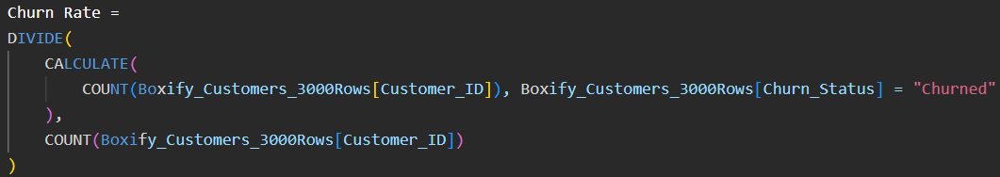 Churn Rate =
DIVIDE(
CALCULATE(
COUNT(Boxify_Customers_3000Rows[Customer_ID]), Boxify_Customers_3000Rows[Churn_Status] = "Churned"
),
COUNT(Boxify_Customers_3000Rows[Customer_ID])
)